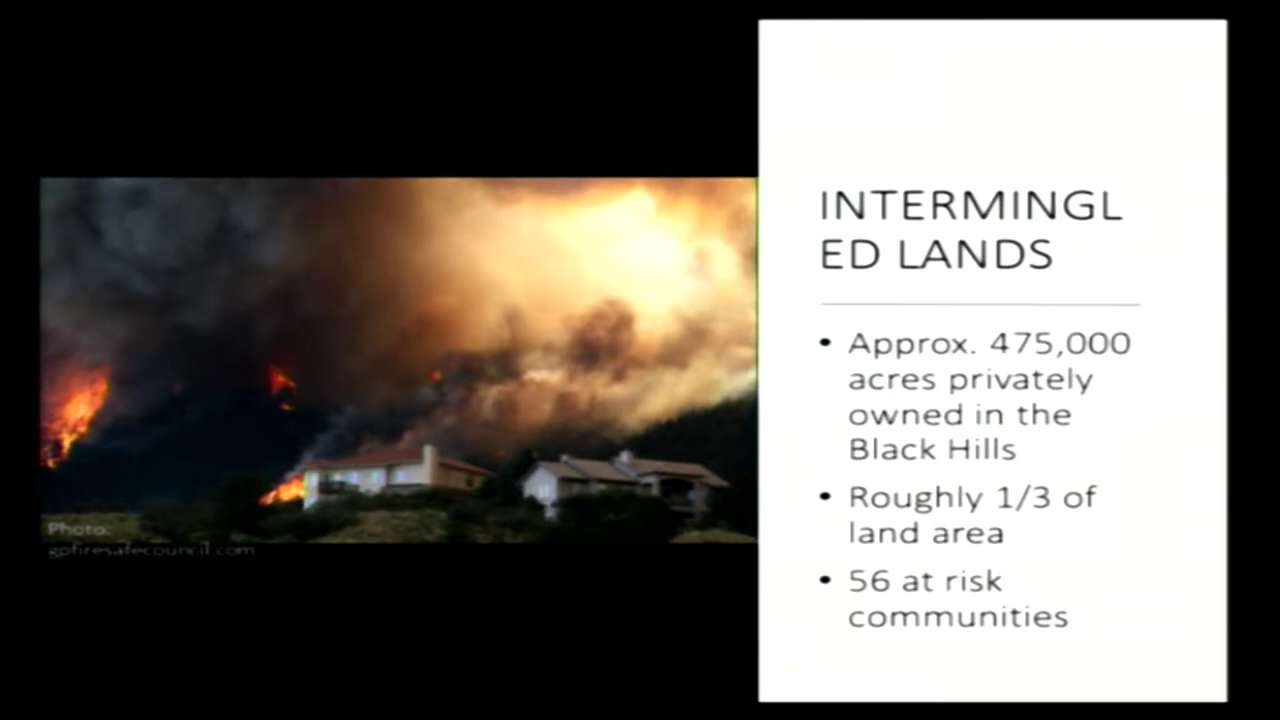 INTERMINGL
ED LANDS
• Approx. 475,000
acres privately
owned in the
Black Hills
• Roughly 1/3 of
land area
• 56 at risk
communities
Photo:
gpfiresafecouncil.com